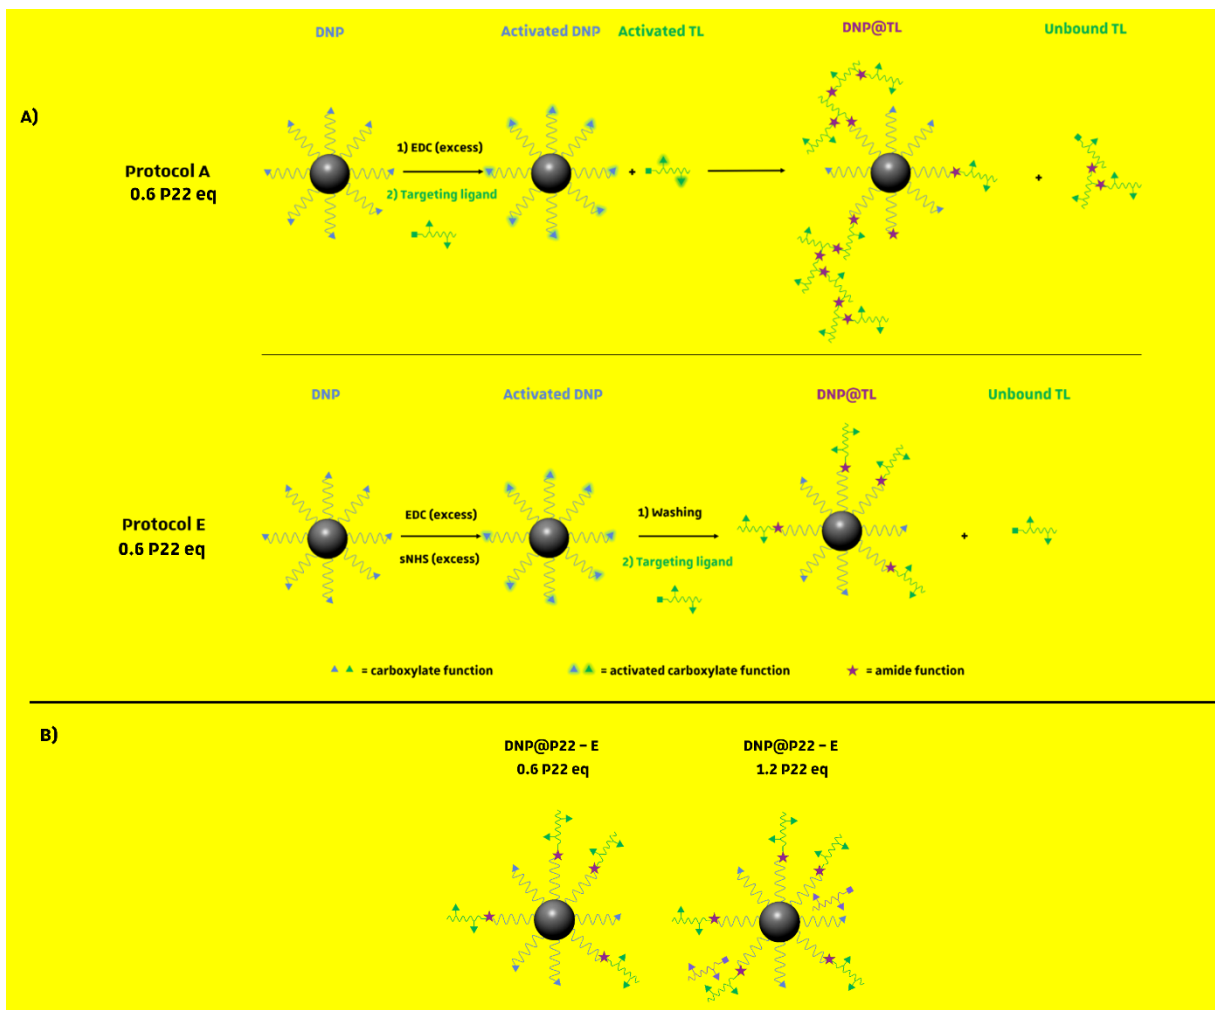 DNP
Activated DNP
Activated TL
DNP@TL
Unbound TL
A)
1) EDC (excess)
Protocol A
0.6 P22 eq
2) Targeting ligand
+
+
DNP
Activated DNP
DNP@TL
Unbound TL
EDC (excess)
1) Washing
Protocol E
0.6 P22 eq
sNHS (excess)
2) Targeting ligand
+
= carboxylate function
= activated carboxylate function
= amide function
B)
DNP@P22 – E
0.6 P22 eq
DNP@P22 – E
1.2 P22 eq